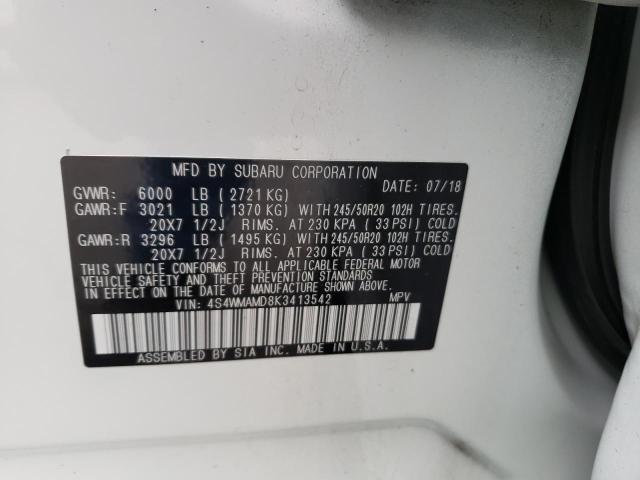 MFD BY SUBARU CORPORATION
GVWR: 6000 LB ( 2721 KG) DATE: 07/18
GAWR:F 3021 LB ( 1370 KG) WITH 245/50R20 102H TIRES.
20X7 1/2J RIMS. AT 230 KPA ( 33 PSI) COLD
GAWR:R 3296 LB ( 1495 KG) WITH 245/50R20 102H TIRES.
20X7 1/2J RIMS. AT 230 KPA ( 33 PSI) COLD
THIS VEHICLE CONFORMS TO ALL APPLICABLE FEDERAL MOTOR
VEHICLE SAFETY AND THEFT PREVENTION STANDARDS
IN EFFECT ON THE DATE OF MANUFACTURE SHOWN ABOVE.
VIN: 4S4WMAMD8K3413542 MPV
ASSEMBLED BY SIA INC. MADE IN U.S.A.